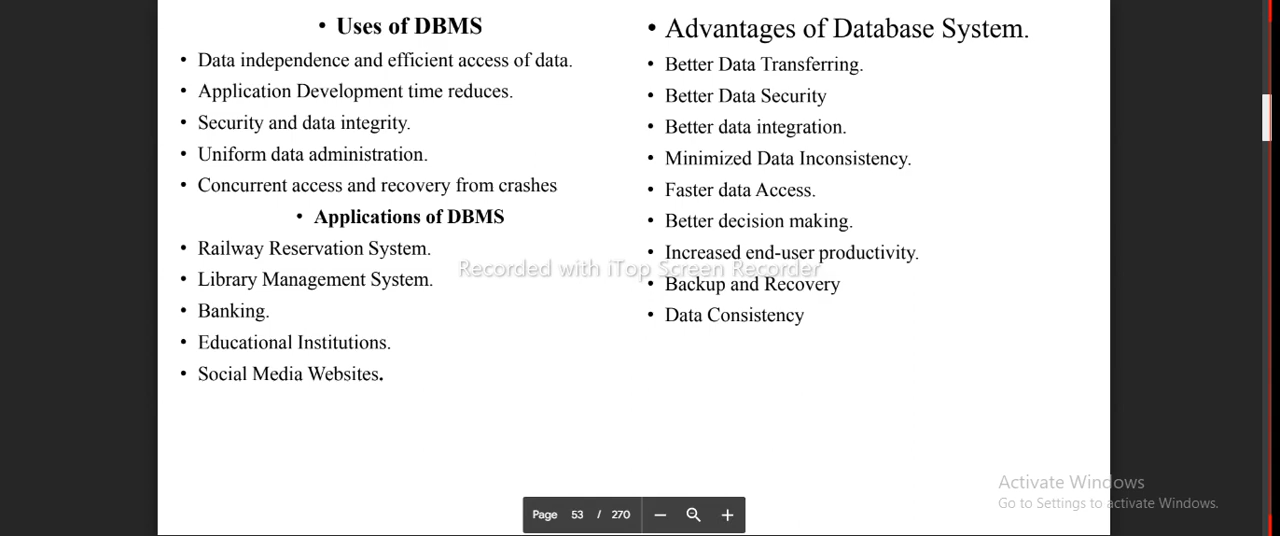 • Uses of DBMS
• Data independence and efficient access of data.
• Application Development time reduces.
• Security and data integrity.
• Uniform data administration.
• Concurrent access and recovery from crashes
• Applications of DBMS
• Railway Reservation System.
• Library Management System.
• Banking.
• Educational Institutions.
• Social Media Websites.
• Advantages of Database System.
• Better Data Transferring.
• Better Data Security
• Better data integration.
• Minimized Data Inconsistency.
• Faster data Access.
• Better decision making.
• Increased end-user productivity.
• Backup and Recovery
• Data Consistency
Recorded with iTop Screen Recorder
Activate Windows
Go to Settings to activate Windows.
Page 53 / 270